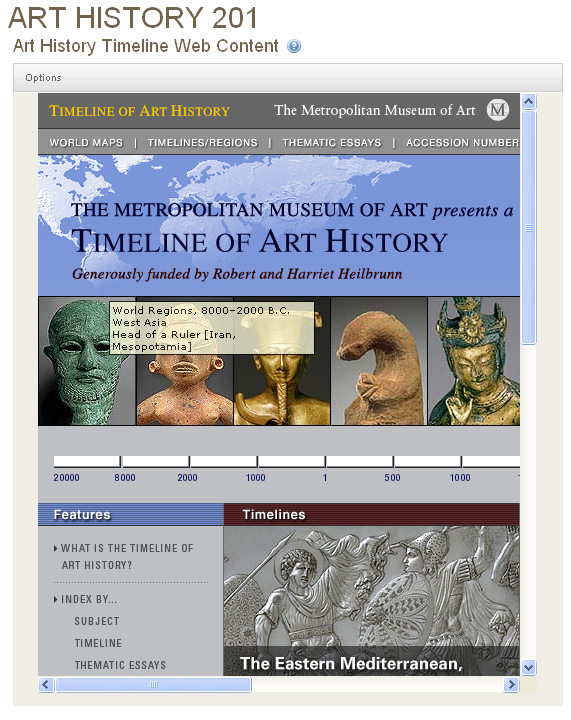 ART HISTORY 201
Art History Timeline Web Content ?
Options
TIMELINE OF ART HISTORY
The Metropolitan Museum of Art M
WORLD MAPS | TIMELINES/REGIONS | THEMATIC ESSAYS | ACCESSION NUMBER
THE METROPOLITAN MUSEUM OF ART presents a
TIMELINE OF ART HISTORY
Generously funded by Robert and Harriet Heilbrunn
World Regions, 8000–2000 B.C.
West Asia
Head of a Ruler [Iran,
Mesopotamia]
20000 8000 2000 1000 1 500 1000
Features
Timelines
WHAT IS THE TIMELINE OF
ART HISTORY?
INDEX BY...
SUBJECT
TIMELINE
THEMATIC ESSAYS
The Eastern Mediterranean,